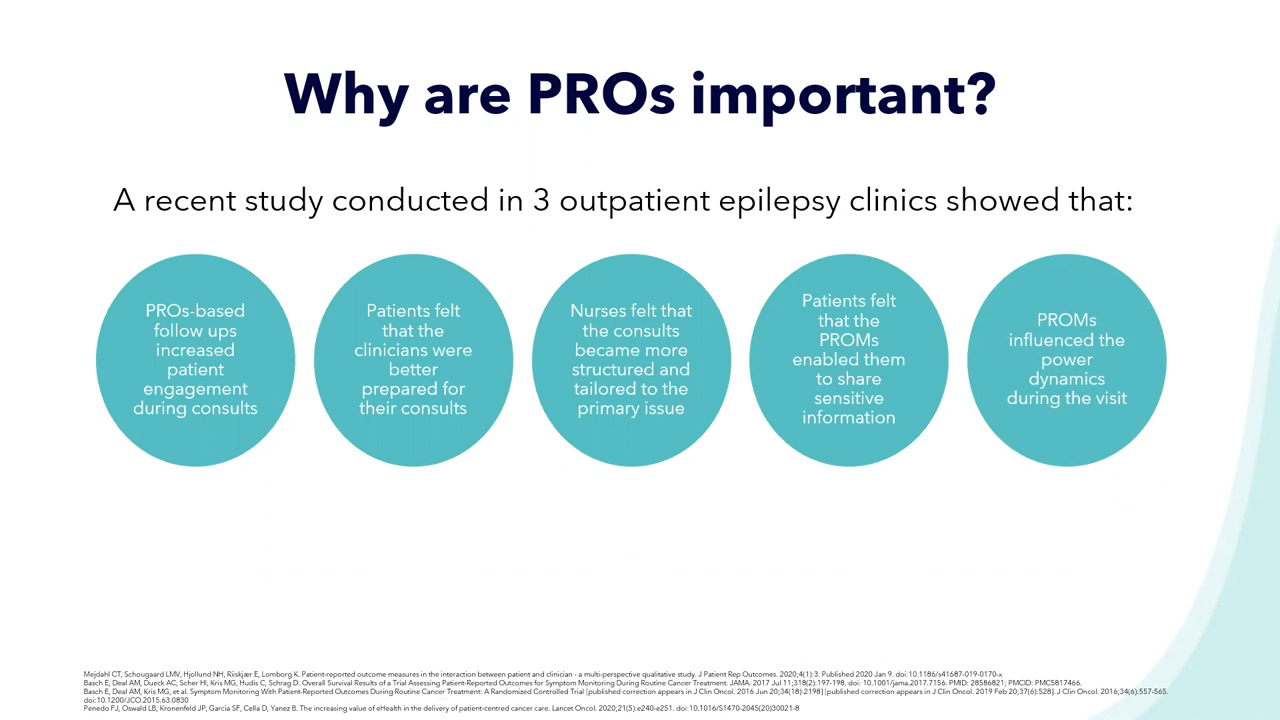 Why are PROs important?
A recent study conducted in 3 outpatient epilepsy clinics showed that:
PROs-based
follow ups
increased
patient
engagement
during consults
Patients felt
that the
clinicians were
better
prepared for
their consults
Nurses felt that
the consults
became more
structured and
tailored to the
primary issue
Patients felt
that the
PROMs
enabled them
to share
sensitive
information
PROMs
influenced the
power
dynamics
during the visit
Mejdahl CT, Schougaard LMV, Hjollund NH, Riiskjær E, Lomborg K. Patient-reported outcome measures in the interaction between patient and clinician - a multi-perspective qualitative study. J Patient Rep Outcomes. 2020;4(1):3. Published 2020 Jan 9. doi:10.1186/s41687-019-0170-x
Basch E, Deal AM, Dueck AC, Scher HI, Kris MG, Hudis C, Schrag D. Overall Survival Results of a Trial Assessing Patient-Reported Outcomes for Symptom Monitoring During Routine Cancer Treatment. JAMA. 2017 Jul 11;318(2):197-198. doi: 10.1001/jama.2017.7156. PMID: 28586821; PMCID: PMC5817466.
Basch E, Deal AM, Kris MG, et al. Symptom Monitoring With Patient-Reported Outcomes During Routine Cancer Treatment: A Randomized Controlled Trial [published correction appears in J Clin Oncol. 2016 Jun 20;34(18):2198] [published correction appears in J Clin Oncol. 2019 Feb 20;37(6):528]. J Clin Oncol. 2016;34(6):557-565.
doi:10.1200/JCO.2015.63.0830
Penedo FJ, Oswald LB, Kronenfeld JP, Garcia SF, Cella D, Yanez B. The increasing value of eHealth in the delivery of patient-centred cancer care. Lancet Oncol. 2020;21(5):e240-e251. doi:10.1016/S1470-2045(20)30021-8